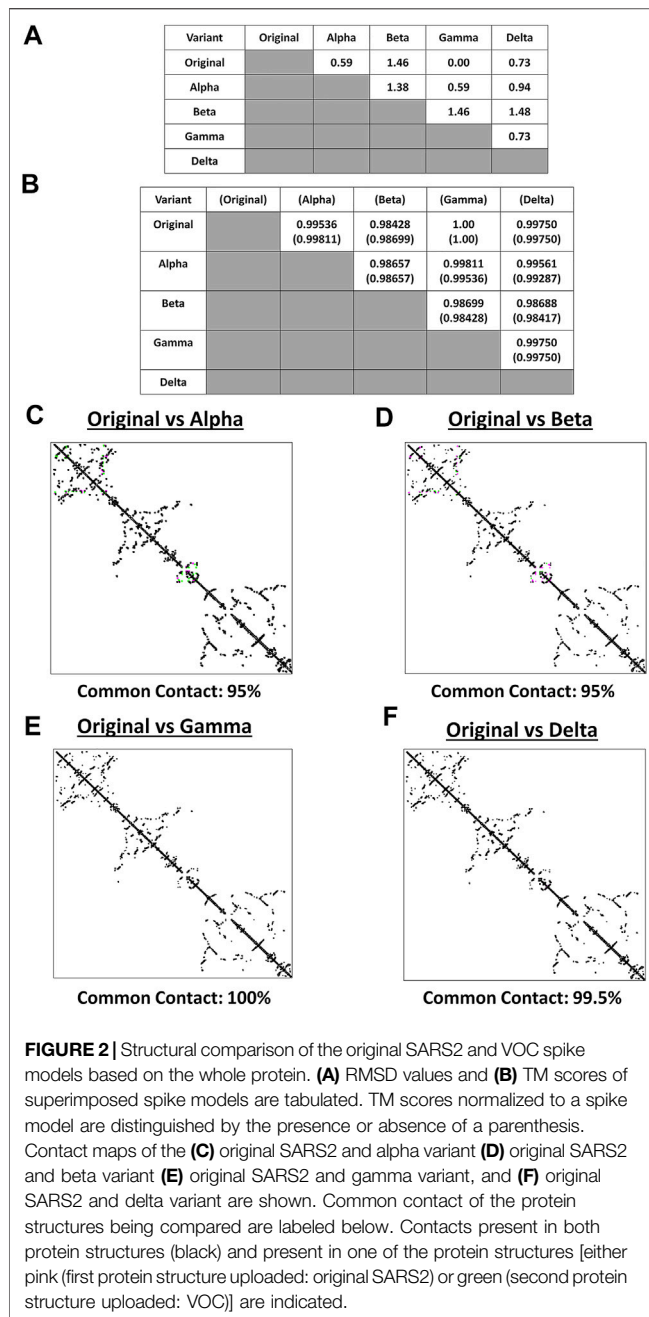 A
Variant Original Alpha Beta Gamma Delta
Original 0.59 1.46 0.00 0.73
Alpha 1.38 0.59 0.94
Beta 1.46 1.48
Gamma 0.73
Delta
B
Variant (Original) (Alpha) (Beta) (Gamma) (Delta)
Original 0.99536 0.98428 1.00 0.99750
(0.99811) (0.98699) (1.00) (0.99750)
Alpha 0.98657 0.99811 0.99561
(0.98657) (0.99536) (0.99287)
Beta 0.98699 0.98688
(0.98428) (0.98417)
Gamma 0.99750
(0.99750)
Delta
C
Original vs Alpha
Common Contact: 95%
D
Original vs Beta
Common Contact: 95%
E
Original vs Gamma
Common Contact: 100%
F
Original vs Delta
Common Contact: 99.5%
FIGURE 2 | Structural comparison of the original SARS2 and VOC spike
models based on the whole protein. (A) RMSD values and (B) TM scores of
superimposed spike models are tabulated. TM scores normalized to a spike
model are distinguished by the presence or absence of a parenthesis.
Contact maps of the (C) original SARS2 and alpha variant (D) original SARS2
and beta variant (E) original SARS2 and gamma variant, and (F) original
SARS2 and delta variant are shown. Common contact of the protein
structures being compared are labeled below. Contacts present in both
protein structures (black) and present in one of the protein structures [either
pink (first protein structure uploaded: original SARS2) or green (second protein
structure uploaded: VOC)] are indicated.